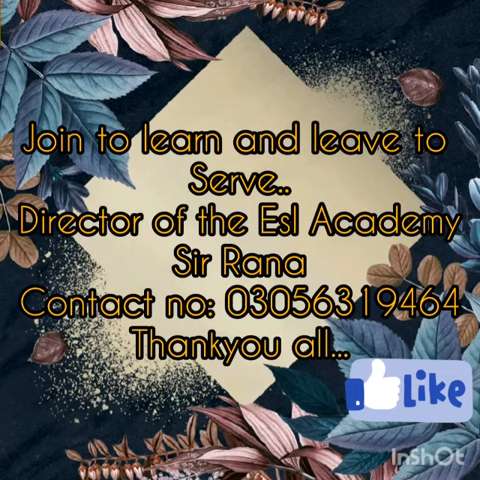 Join to learn and leave to
Serve..
Director of the Esl Academy
Sir Rana
Contact no: 03056319464
Thankyou all...
Like
InShOt